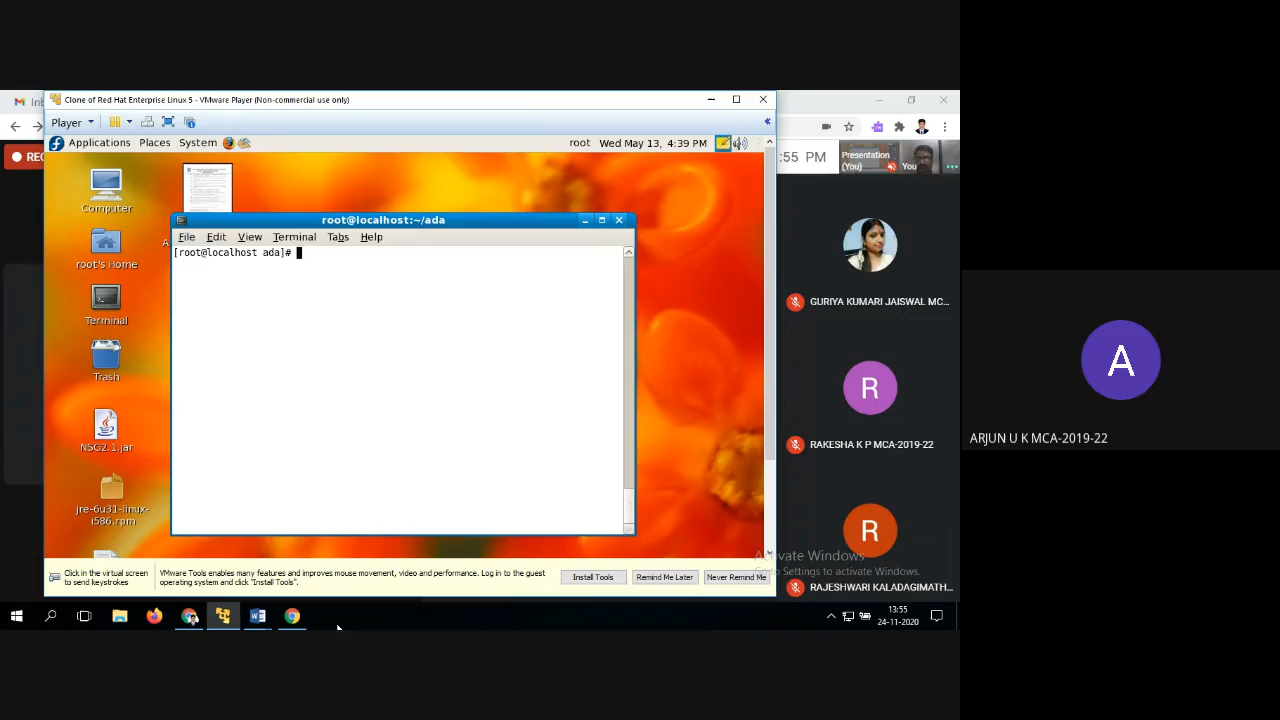 Inb
Clone of Red Hat Enterprise Linux 5 - VMware Player (Non-commercial use only)
Player
Applications Places System
root Wed May 13, 4:39 PM
REC
:55 PM
Presentation (You)
You
Computer
root's Home
Terminal
Trash
NSG2.1.jar
jre-6u31-linux-
i586.rpm
root@localhost:~/ada
File Edit View Terminal Tabs Help
[root@localhost ada]#
GURIYA KUMARI JAISWAL MC...
R
RAKESHA K P MCA-2019-22
R
RAJESHWARI KALADAGIMATH...
A
ARJUN U K MCA-2019-22
Activate Windows
Go to Settings to activate Windows.
Click in the virtual screen
to send keystrokes
VMware Tools enables many features and improves mouse movement, video and performance. Log in to the guest
operating system and click "Install Tools".
Install Tools
Remind Me Later
Never Remind Me
13:55
24-11-2020